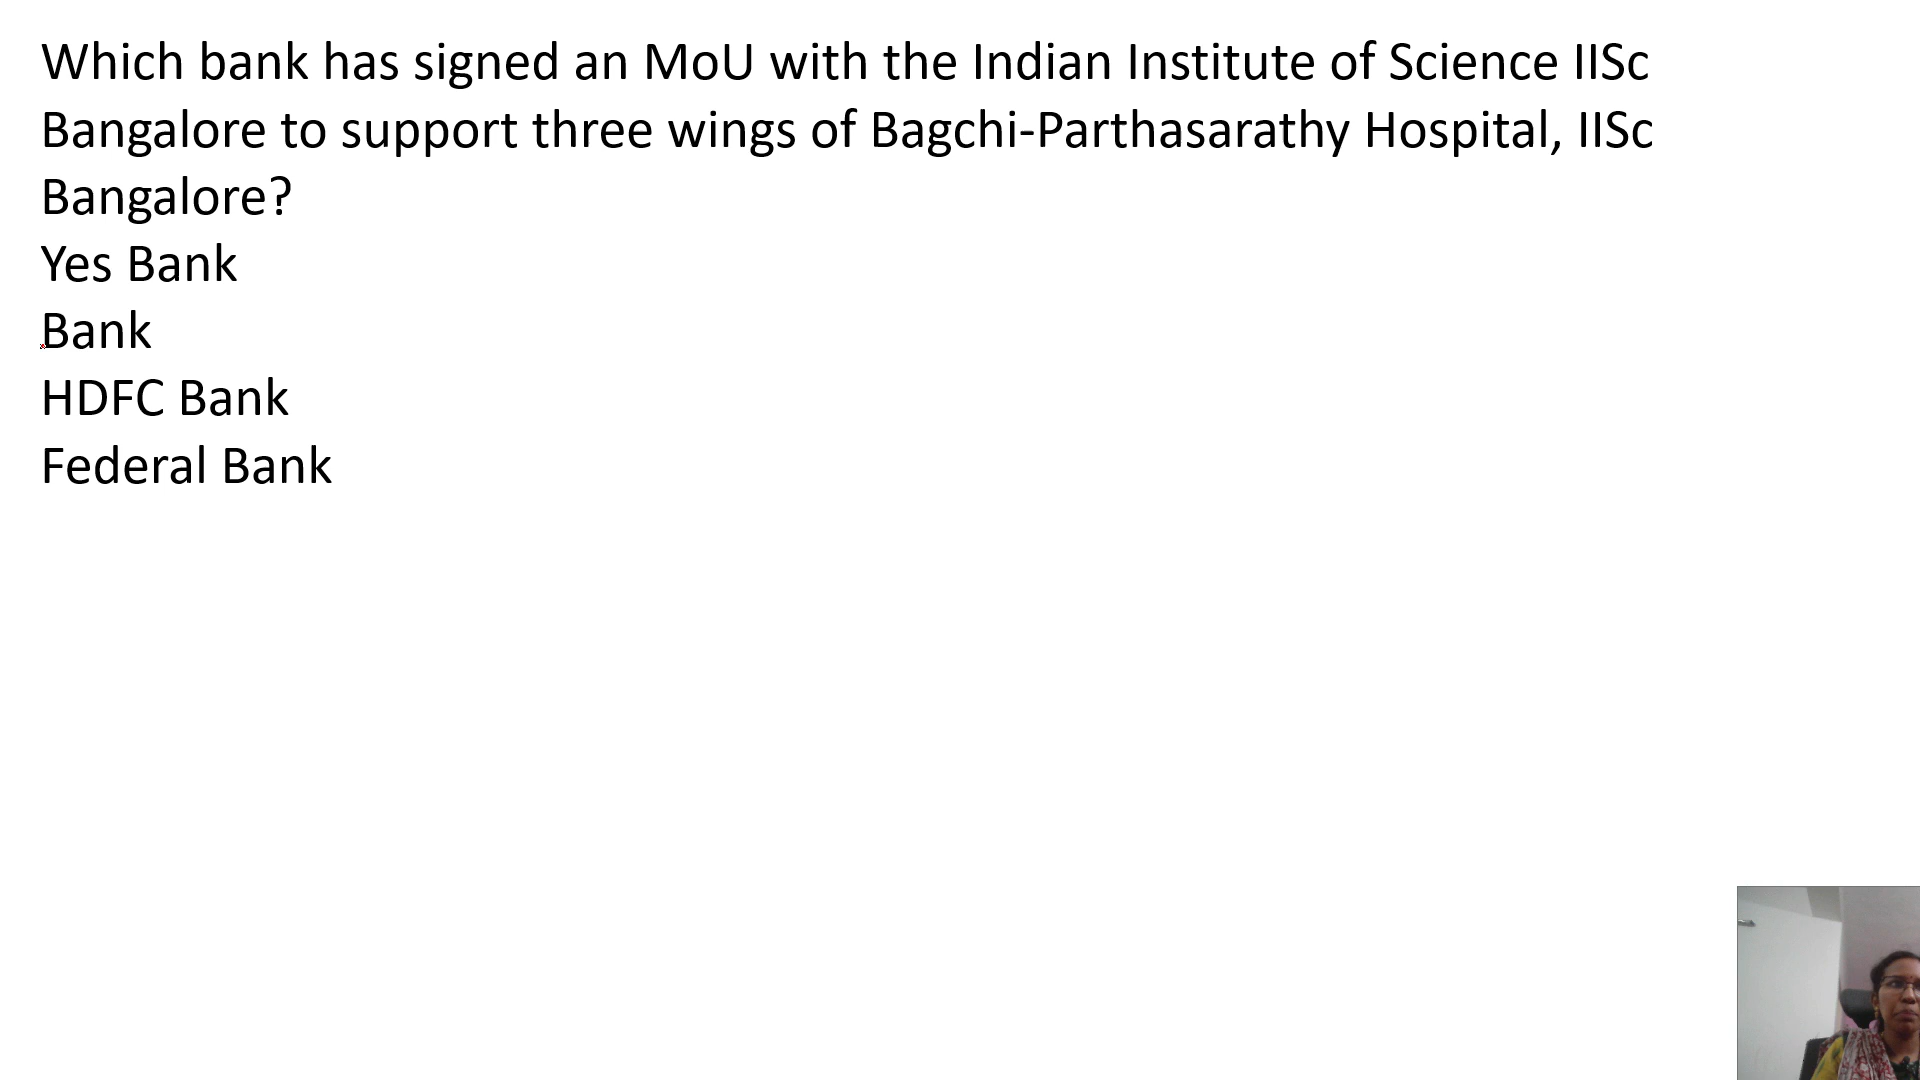 Which bank has signed an MoU with the Indian Institute of Science IISc
Bangalore to support three wings of Bagchi-Parthasarathy Hospital, IISc
Bangalore?
Yes Bank
Bank
HDFC Bank
Federal Bank